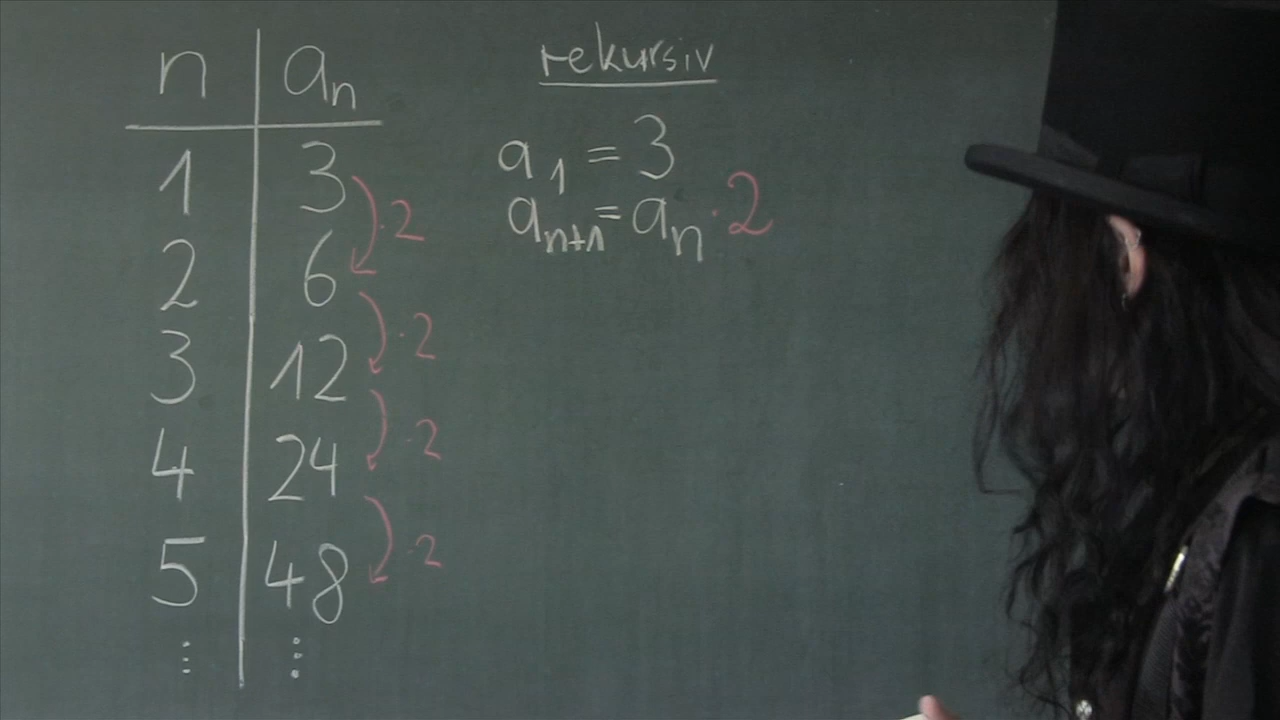 n aₙ
1 3
·2
2 6
·2
3 12
·2
4 24
·2
5 48
⋮ ⋮
rekursiv
a₁ = 3
aₙ₊₁ = aₙ · 2